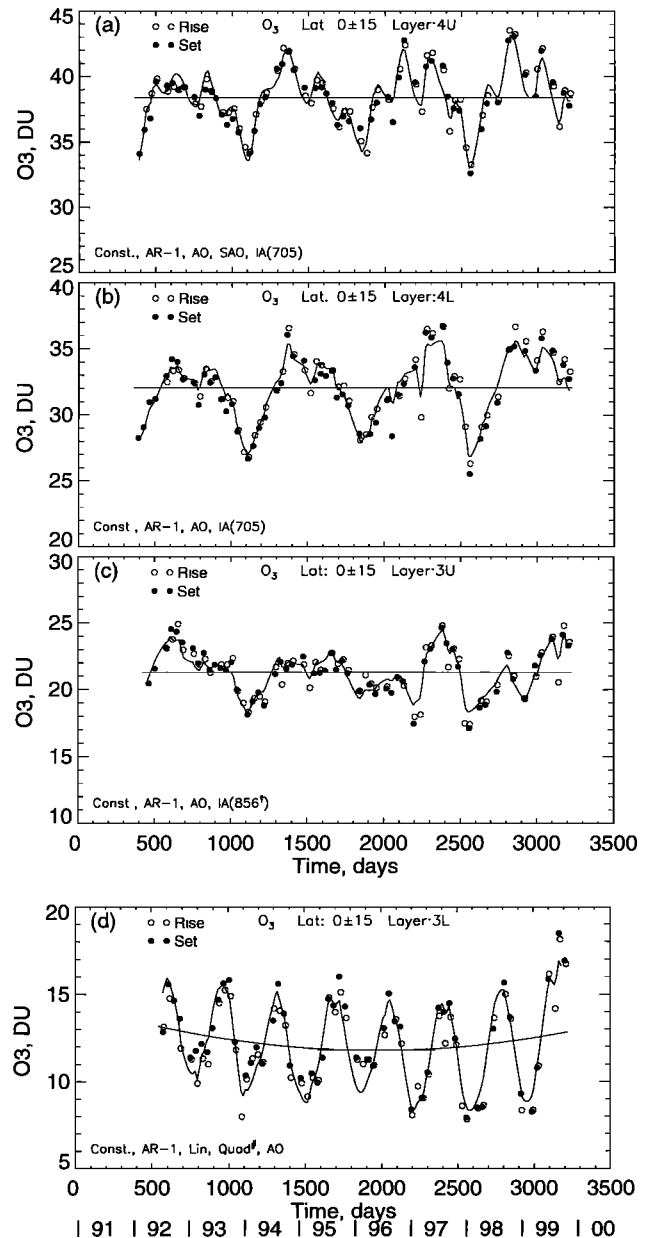 (a) ○ ○ Rise O₃ Lat 0±15 Layer-4U
● ● Set
45
40
35
30
25
O3, DU
Const., AR-1, AO, SAO, IA(705)
(b) ○ ○ Rise O₃ Lat. 0±15 Layer:4L
● ● Set
40
35
30
25
20
O3, DU
Const , AR-1, AO, IA(705)
(c) ○ ○ Rise O₃ Lat: 0±15 Layer-3U
● ● Set
30
25
20
15
10
O3, DU
Const , AR-1, AO, IA(856¶)
0 500 1000 1500 2000 2500 3000 3500
Time, days
(d) ○ ○ Rise O₃ Lat: 0±15 Layer-3L
● ● Set
20
15
10
5
O3, DU
Const., AR-1, Lin, Quod#, AO
0 500 1000 1500 2000 2500 3000 3500
Time, days
| 91 | 92 | 93 | 94 | 95 | 96 | 97 | 98 | 99 | 00